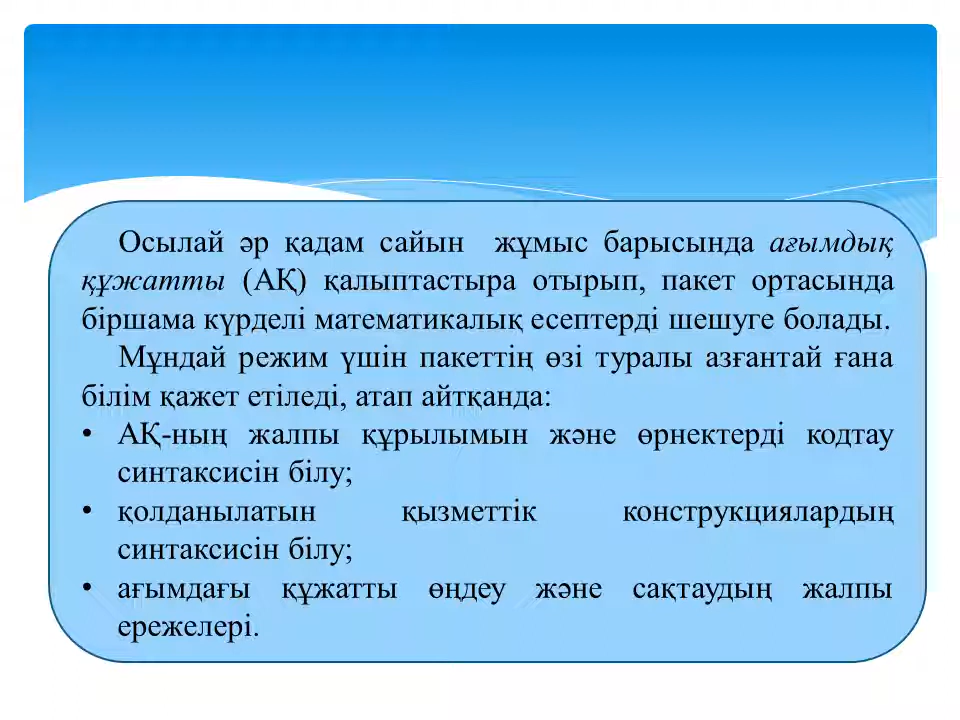 Осылай әр қадам сайын жұмыс барысында ағымдық
құжатты (АҚ) қалыптастыра отырып, пакет ортасында
біршама күрделі математикалық есептерді шешуге болады.
Мұндай режим үшін пакеттің өзі туралы азғантай ғана
білім қажет етіледі, атап айтқанда:
• АҚ-ның жалпы құрылымын және өрнектерді кодтау
синтаксисін білу;
• қолданылатын қызметтік конструкциялардың
синтаксисін білу;
• ағымдағы құжатты өңдеу және сақтаудың жалпы
ережелері.